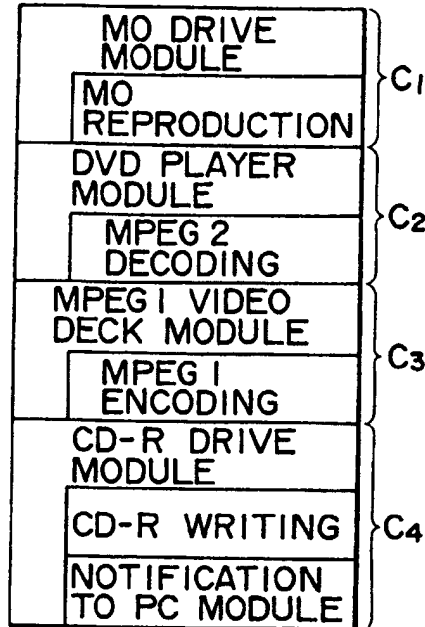 MO DRIVE
MODULE
C1
MO
REPRODUCTION
DVD PLAYER
MODULE
C2
MPEG 2
DECODING
MPEG1 VIDEO
DECK MODULE
C3
MPEG 1
ENCODING
CD-R DRIVE
MODULE
CD-R WRITING
C4
NOTIFICATION
TO PC MODULE